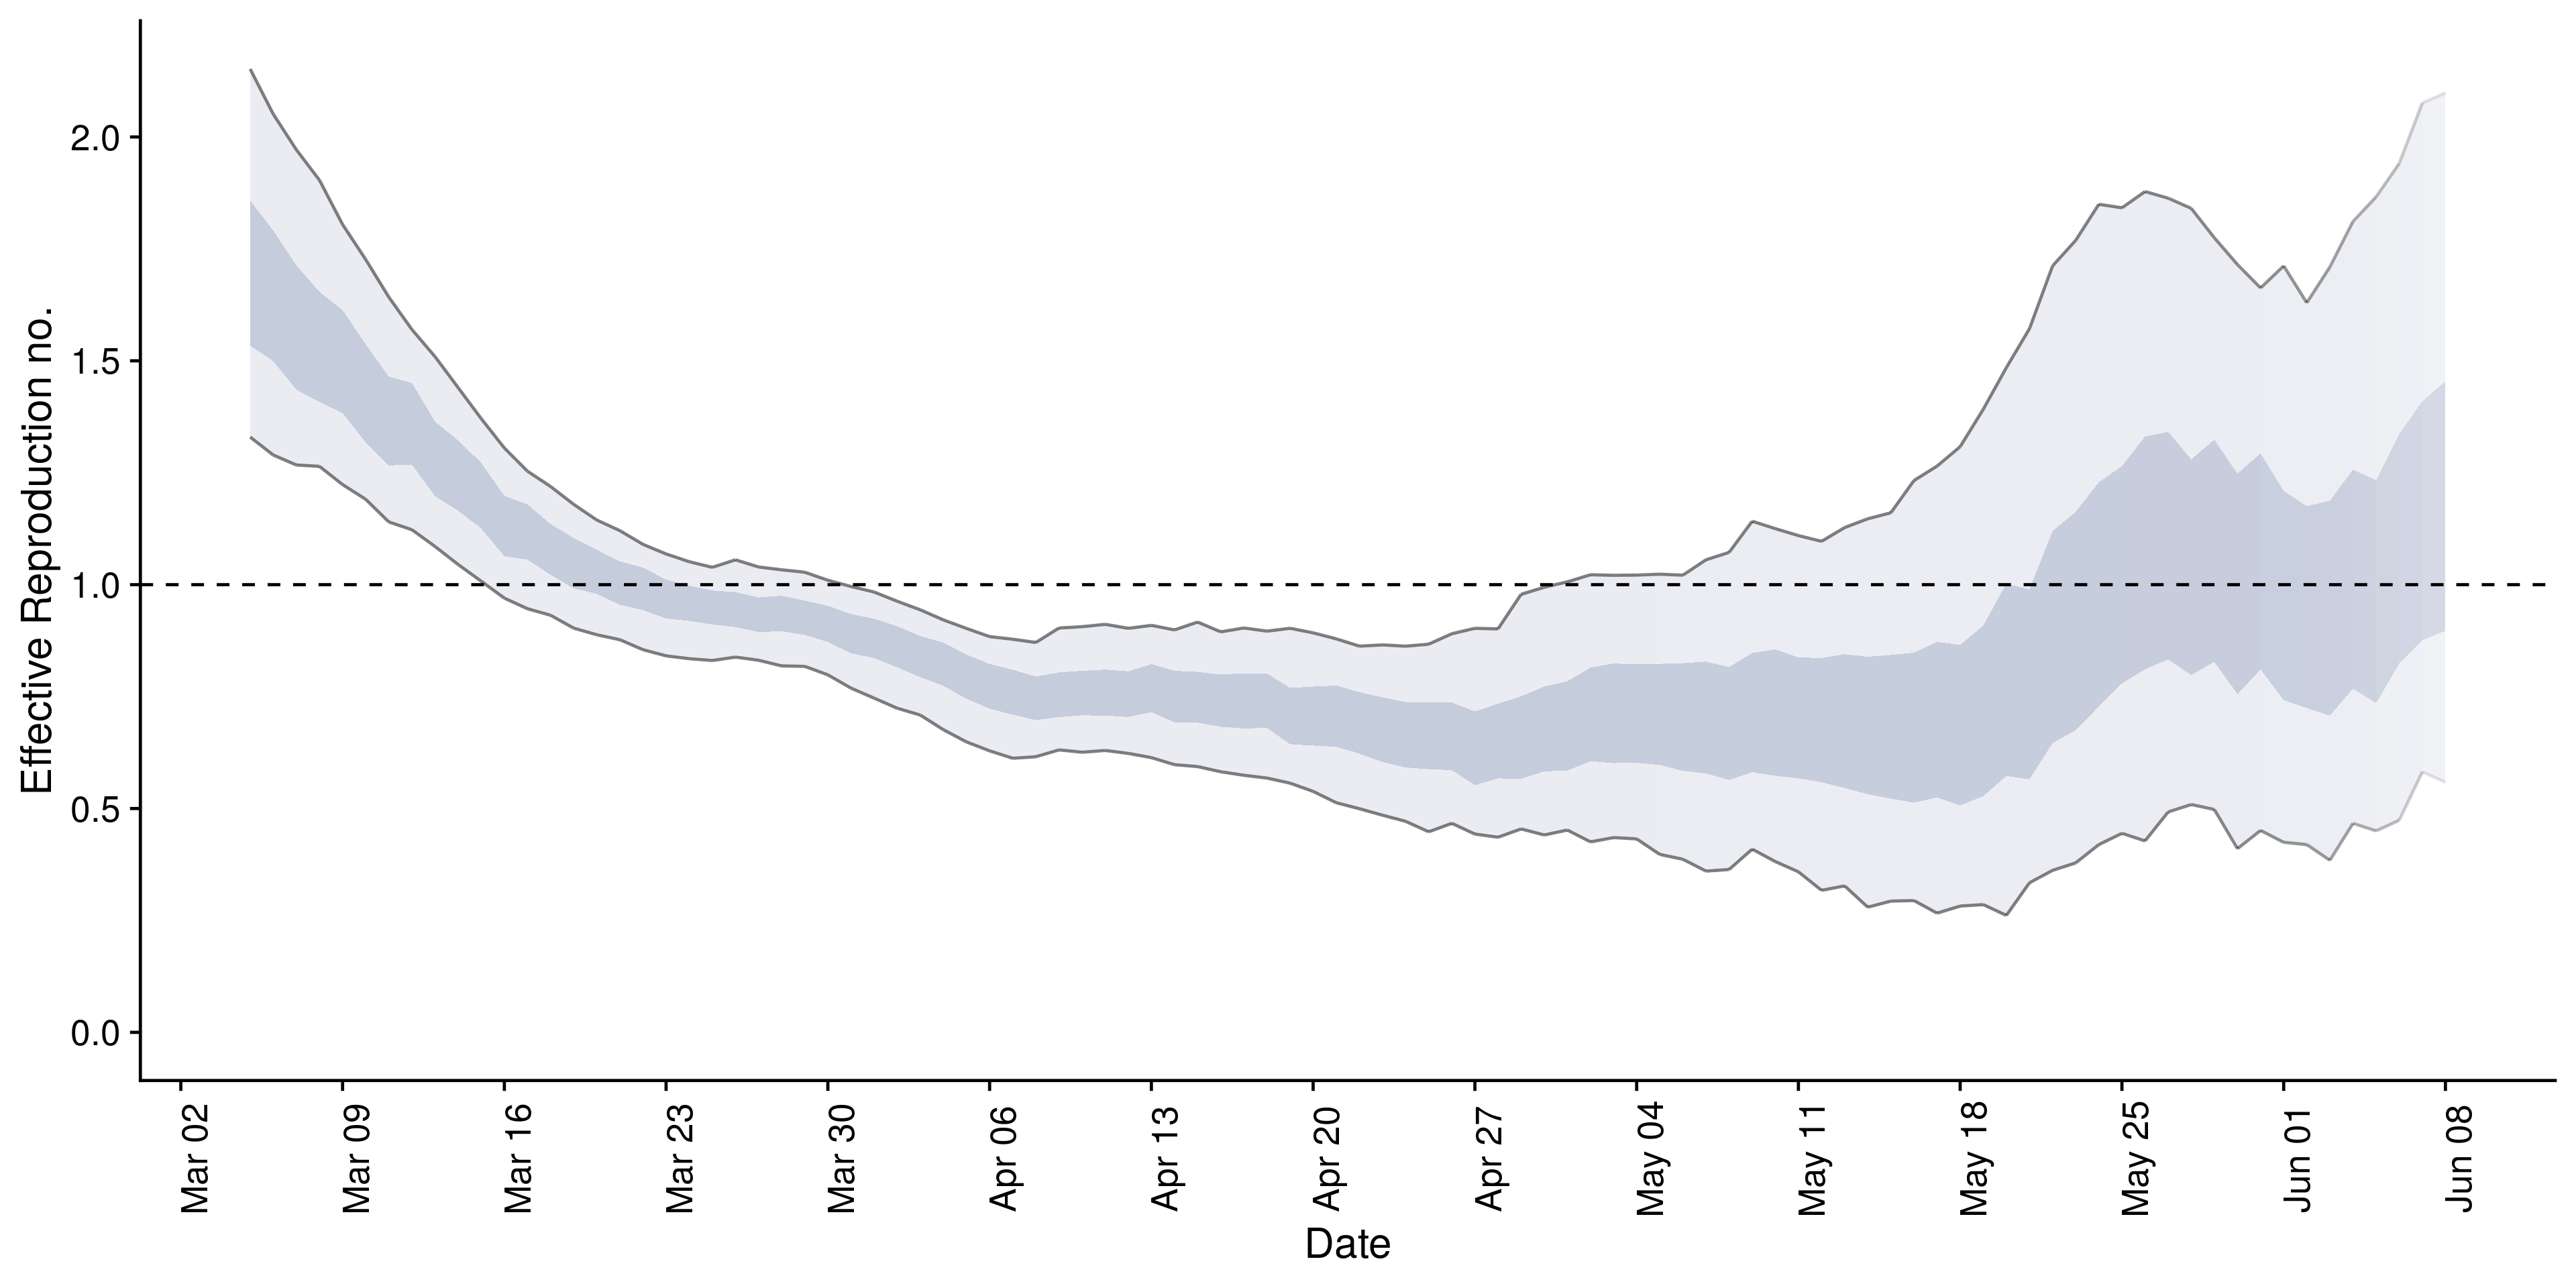 Effective Reproduction no.
2.0
1.5
1.0
0.5
0.0
Mar 02
Mar 09
Mar 16
Mar 23
Mar 30
Apr 06
Apr 13
Apr 20
Apr 27
May 04
May 11
May 18
May 25
Jun 01
Jun 08
Date